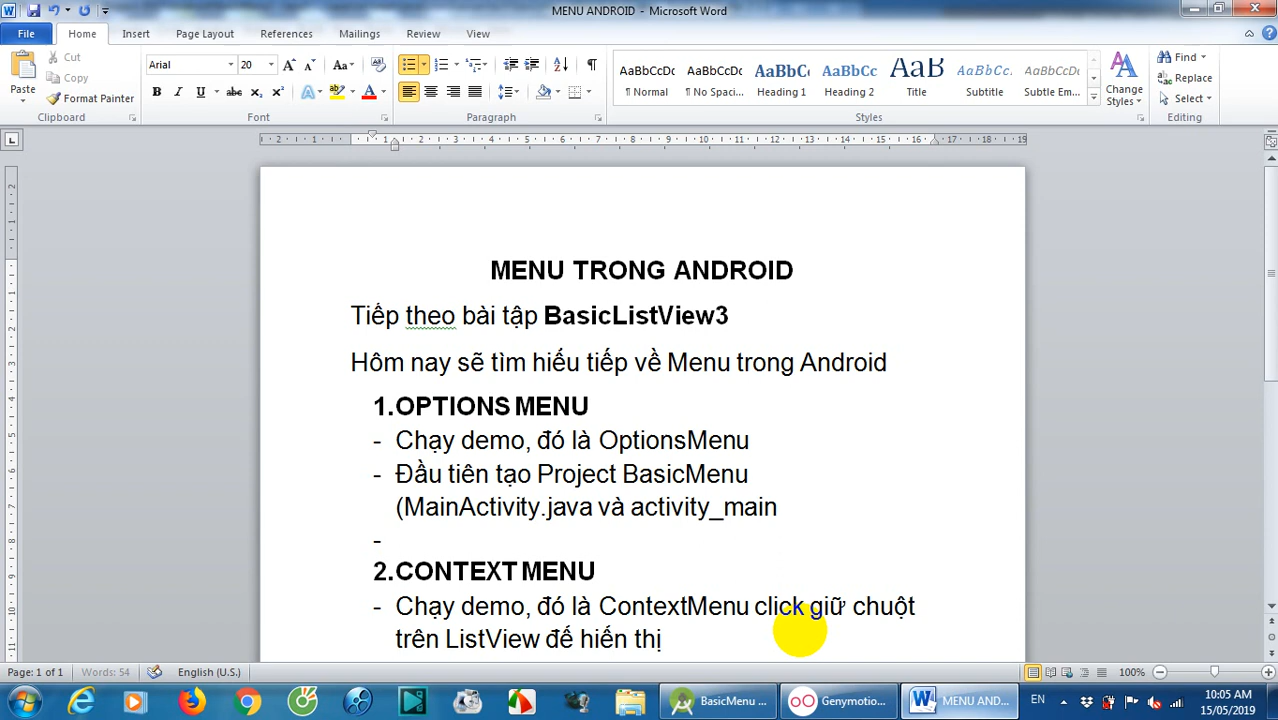 MENU ANDROID - Microsoft Word
File Home Insert Page Layout References Mailings Review View
Paste Cut Copy Format Painter
Arial 20
AaBbCcDc AaBbCcDc AaBbCc AaBbCc AaB AaBbCcL AaBbCcDc
¶ Normal ¶ No Spaci... Heading 1 Heading 2 Title Subtitle Subtle Em...
Change Styles
Find Replace Select
Clipboard Font Paragraph Styles Editing
MENU TRONG ANDROID
Tiếp theo bài tập BasicListView3
Hôm nay sẽ tìm hiểu tiếp về Menu trong Android
1.OPTIONS MENU
- Chạy demo, đó là OptionsMenu
- Đầu tiên tạo Project BasicMenu
(MainActivity.java và activity_main
-
2.CONTEXT MENU
- Chạy demo, đó là ContextMenu click giữ chuột
trên ListView để hiển thị
Page: 1 of 1 Words: 54 English (U.S.) 100%
BasicMenu ... Genymotio... MENU AND... EN 10:05 AM
15/05/2019